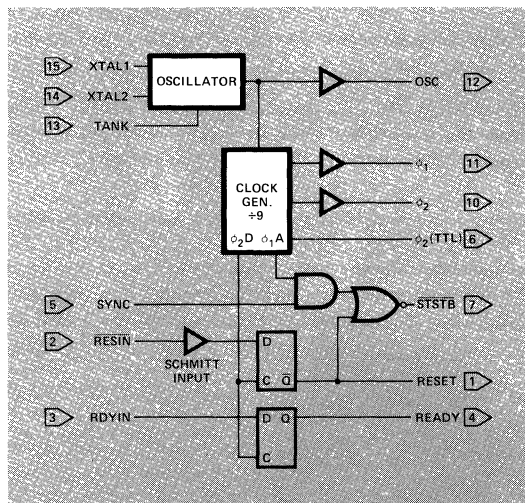 15 XTAL1
OSCILLATOR
OSC 12
14 XTAL2
13 TANK
ϕ1 11
CLOCK
GEN.
÷9
ϕ2 10
ϕ2D ϕ1A
ϕ2(TTL) 6
5 SYNC
STSTB 7
2 RESIN
D
SCHMITT
INPUT
C Q̅
RESET 1
3 RDYIN
D Q
READY 4
C